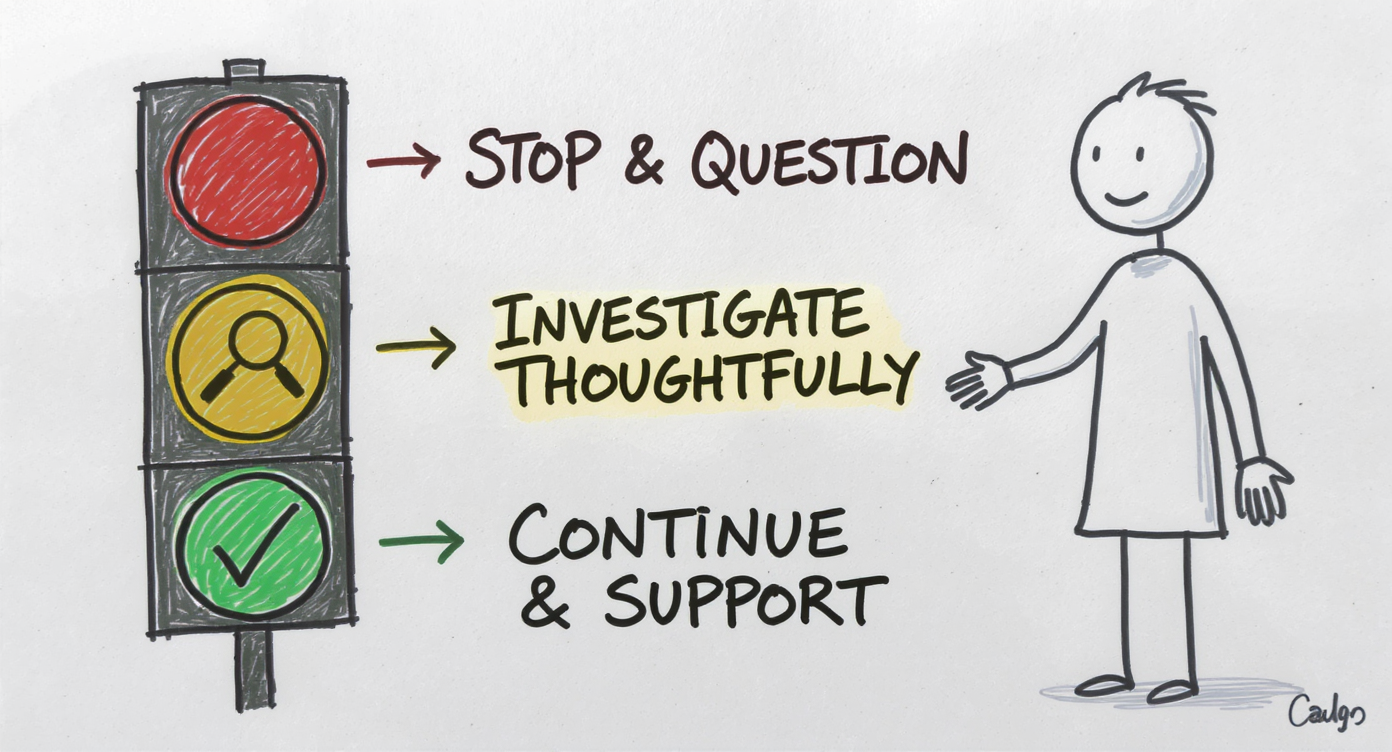 STOP & QUESTION
INVESTIGATE
THOUGHTFULLY
CONTINUE
& SUPPORT